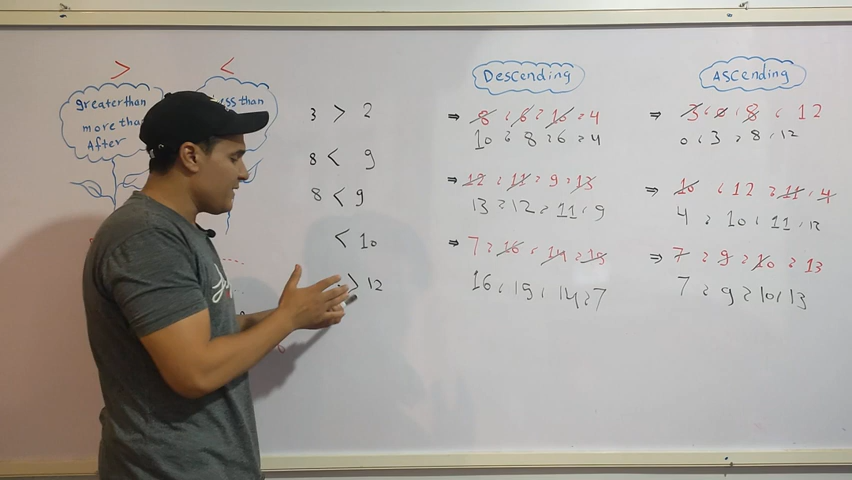 >
<
greater than
more than
After
less than
3 > 2
8 < 9
8 < 9
< 10
> 12
Descending
⇒ 8 , 6 , 10 , 4
10 , 8 , 6 , 4
⇒ 12 , 11 , 9 , 13
13 , 12 , 11 , 9
⇒ 7 , 16 , 14 , 15
16 , 15 , 14 , 7
ASCending
⇒ 3 , 0 , 8 , 12
0 , 3 , 8 , 12
⇒ 10 , 12 , 11 , 4
4 , 10 , 11 , 12
⇒ 7 , 9 , 10 , 13
7 , 9 , 10 , 13